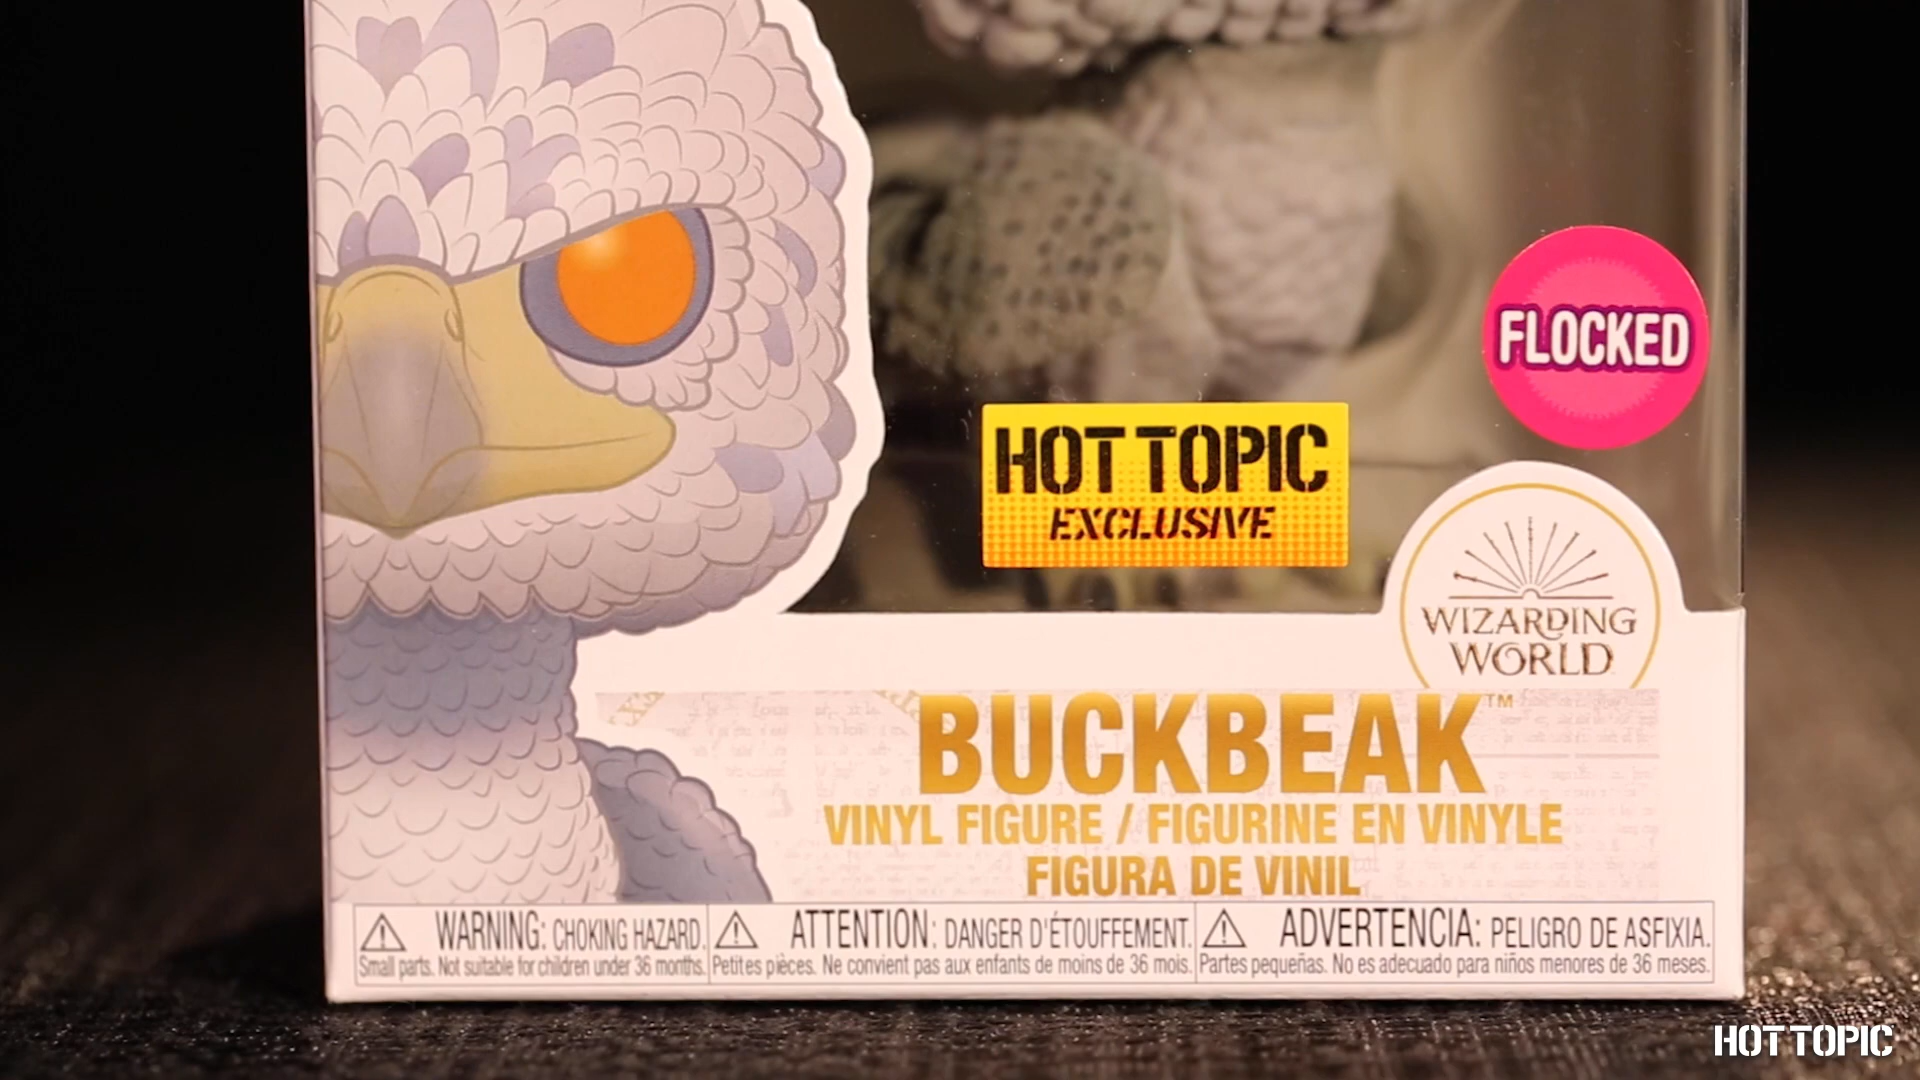 FLOCKED
HOT TOPIC
EXCLUSIVE
WIZARDING
WORLD
BUCKBEAK™
VINYL FIGURE / FIGURINE EN VINYLE
FIGURA DE VINIL
WARNING: CHOKING HAZARD.
Small parts. Not suitable for children under 36 months.
ATTENTION: DANGER D'ÉTOUFFEMENT.
Petites pièces. Ne convient pas aux enfants de moins de 36 mois.
ADVERTENCIA: PELIGRO DE ASFIXIA.
Partes pequeñas. No es adecuado para niños menores de 36 meses.
HOT TOPIC